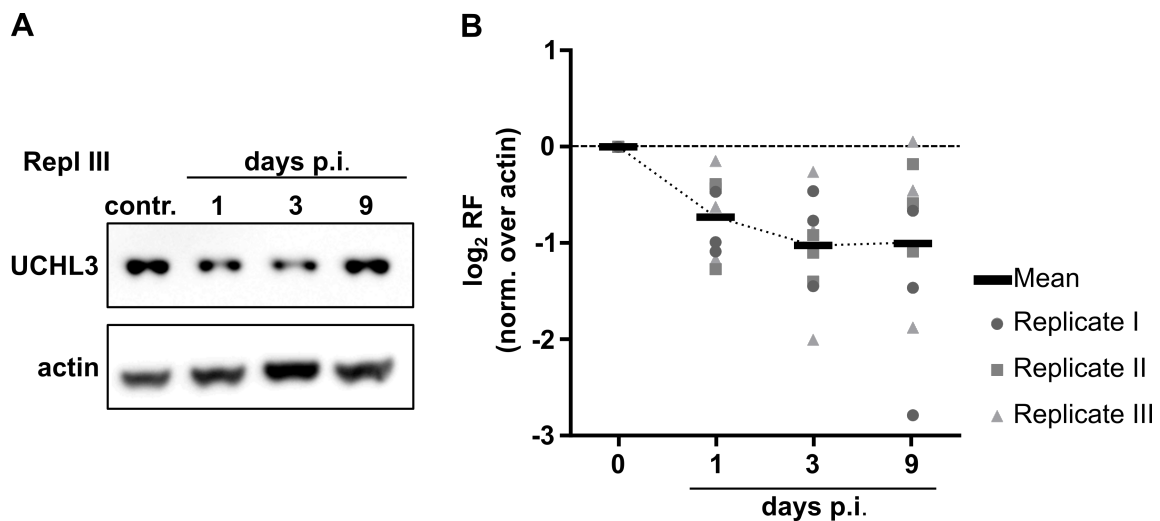 A
Repl III
days p.i.
contr. 1 3 9
UCHL3
actin
B
log₂ RF
(norm. over actin)
1
0
-1
-2
-3
0 1 3 9
days p.i.
Mean
Replicate I
Replicate II
Replicate III